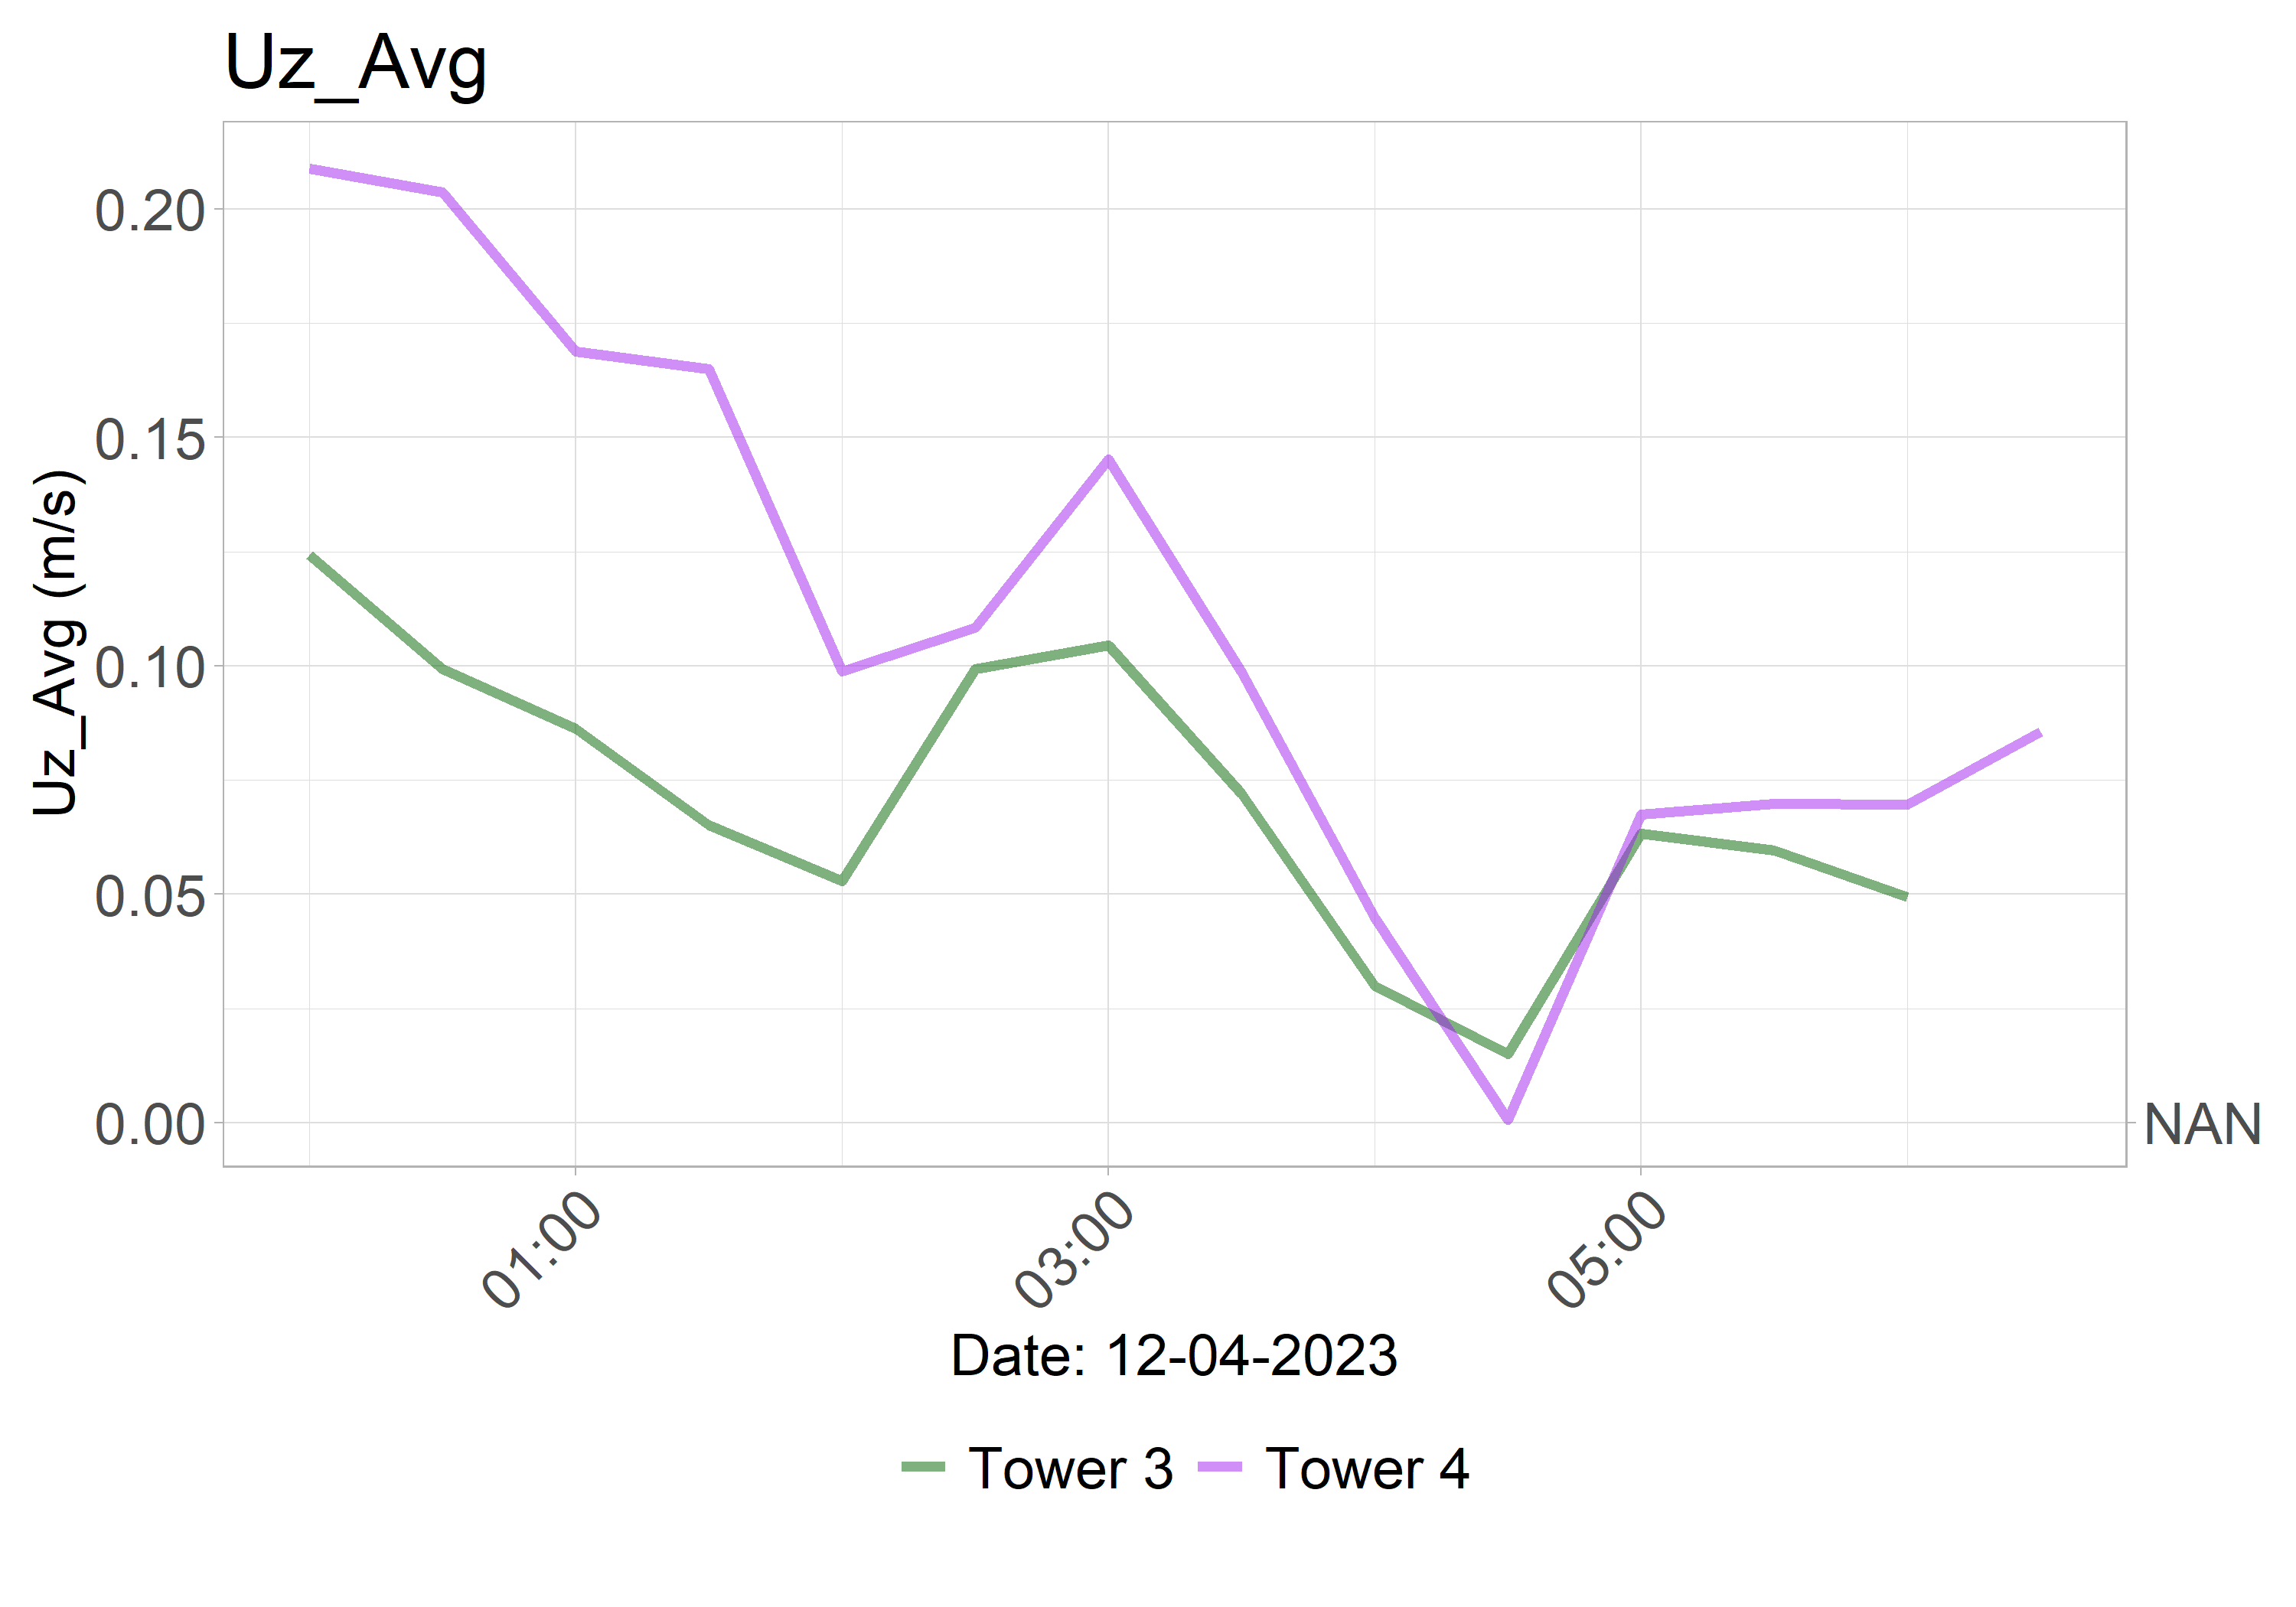 Uz_Avg
Uz_Avg (m/s)
0.20
0.15
0.10
0.05
0.00
NAN
01:00
03:00
05:00
Date: 12-04-2023
Tower 3
Tower 4